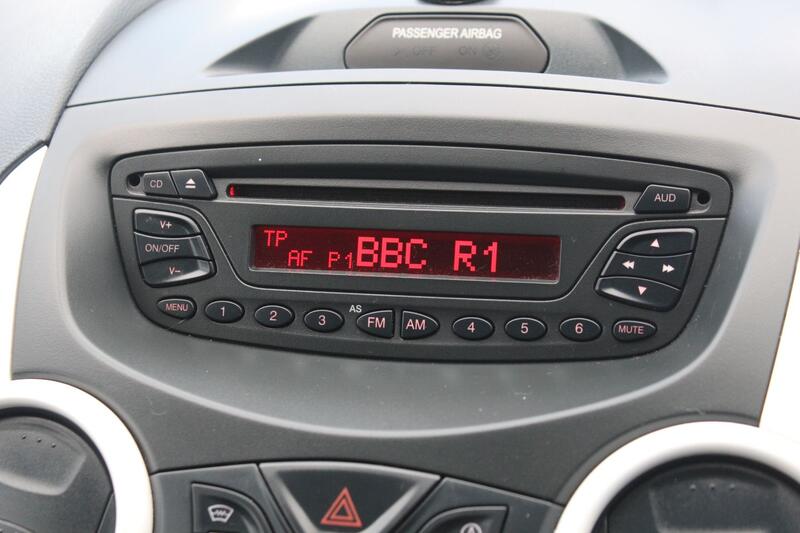 PASSENGER AIRBAG
OFF ON
CD
AUD
V+
ON/OFF
V-
TP
AF P1 BBC R1
MENU 1 2 3 AS FM AM 4 5 6 MUTE